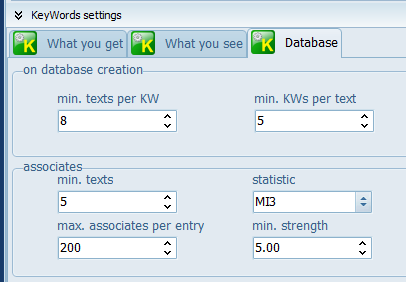 KeyWords settings
What you get What you see Database
on database creation
min. texts per KW min. KWs per text
8 5
associates
min. texts statistic
5 MI3
max. associates per entry min. strength
200 5.00